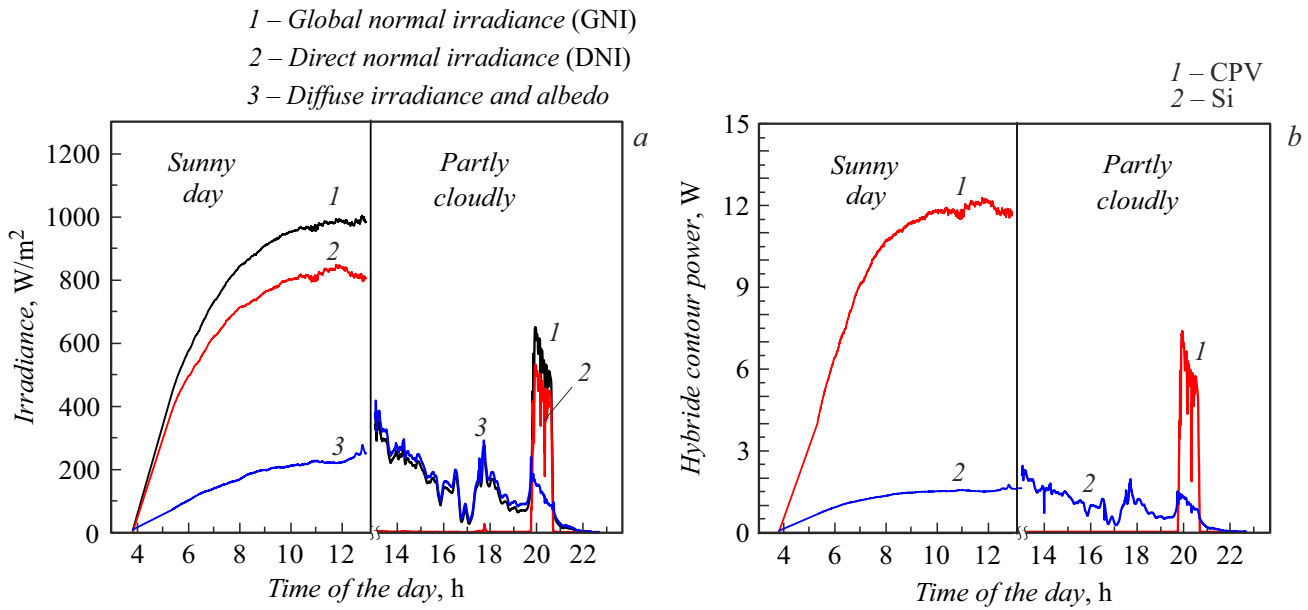 1 – Global normal irradiance (GNI)
2 – Direct normal irradiance (DNI)
3 – Diffuse irradiance and albedo
a
Sunny
day
Partly
cloudly
1
2
3
3
1
2
1200
1000
800
600
400
200
0
Irradiance, W/m²
4 6 8 10 12 14 16 18 20 22
Time of the day, h
1 – CPV
2 – Si
b
Sunny
day
Partly
cloudly
1
2
2
1
15
12
9
6
3
0
Hybride contour power, W
4 6 8 10 12 14 16 18 20 22
Time of the day, h